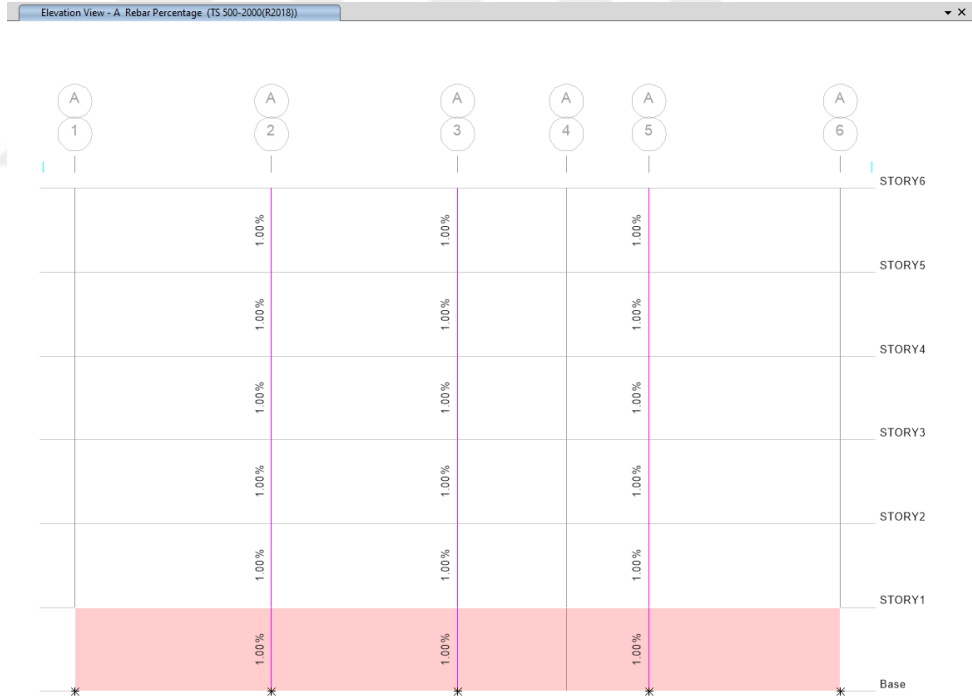 Elevation View - A Rebar Percentage (TS 500-2000(R2018))
A A A A A A
1 2 3 4 5 6
STORY6
1.00% 1.00% 1.00%
STORY5
1.00% 1.00% 1.00%
STORY4
1.00% 1.00% 1.00%
STORY3
1.00% 1.00% 1.00%
STORY2
1.00% 1.00% 1.00%
STORY1
1.00% 1.00% 1.00%
Base